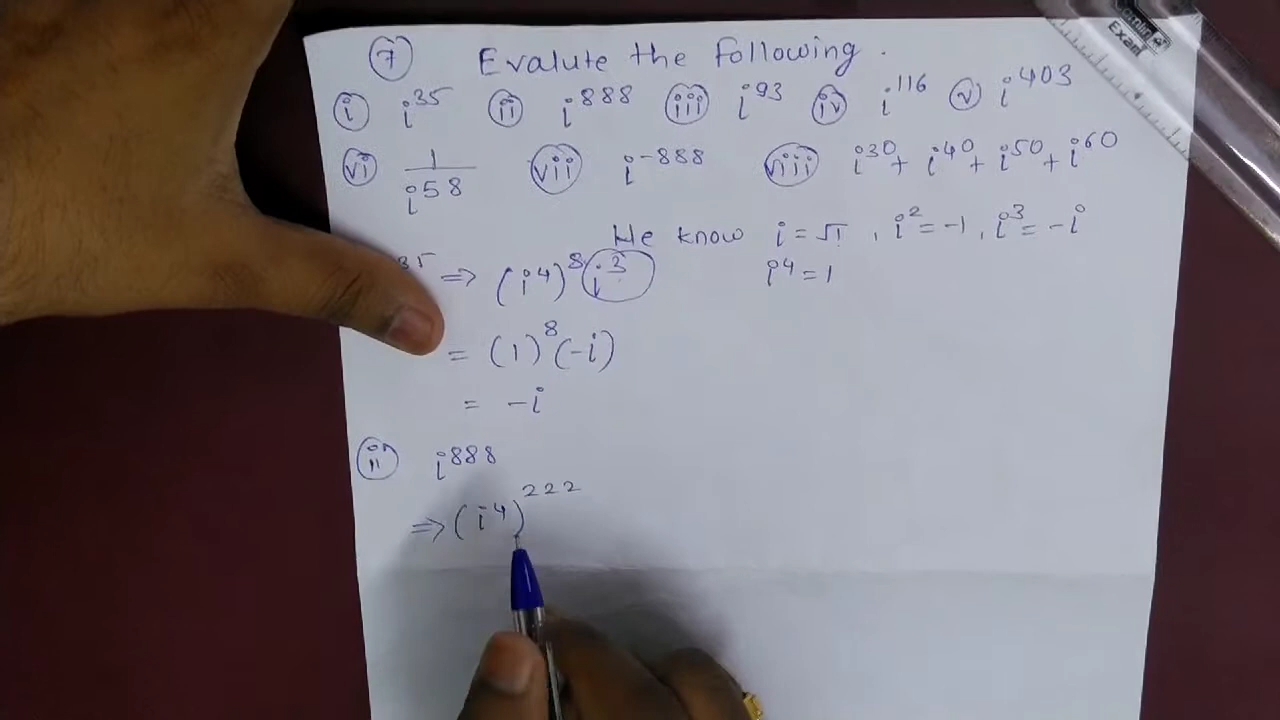 7 Evalute the following.
i i^35 ii i^888 iii i^93 iv i^116 v i^403
vi 1/i^58 vii i^-888 viii i^30 + i^40 + i^50 + i^60
We know i = √-1, i^2 = -1, i^3 = -i
i^4 = 1
35 ⇒ (i^4)^8 i^3
= (1)^8 (-i)
= -i
ii i^888
⇒ (i^4)^222
Exam